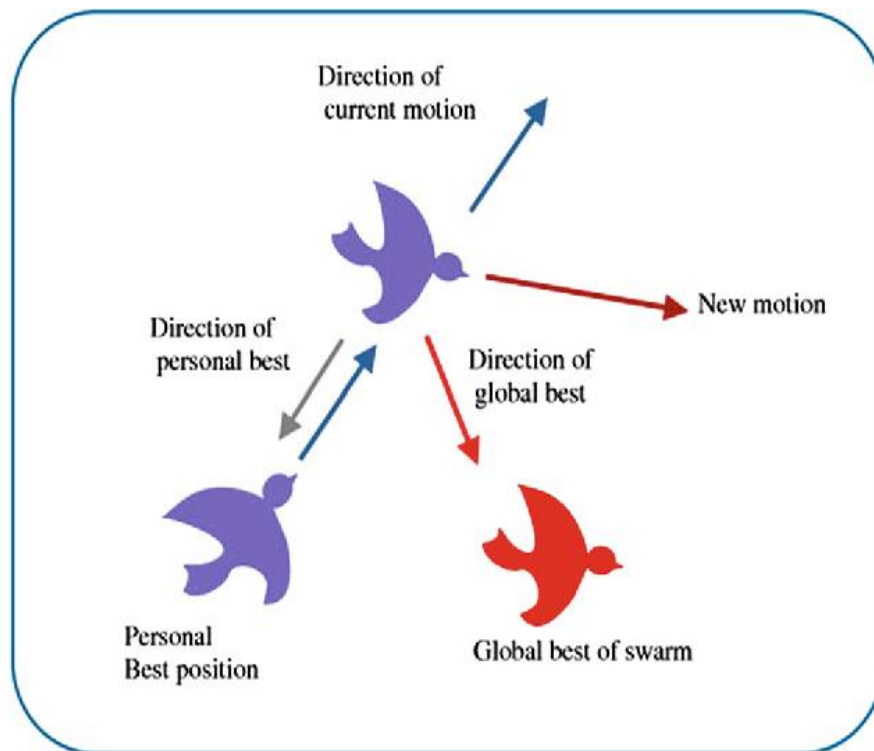 Direction of
current motion
New motion
Direction of
personal best
Direction of
global best
Personal
Best position
Global best of swarm